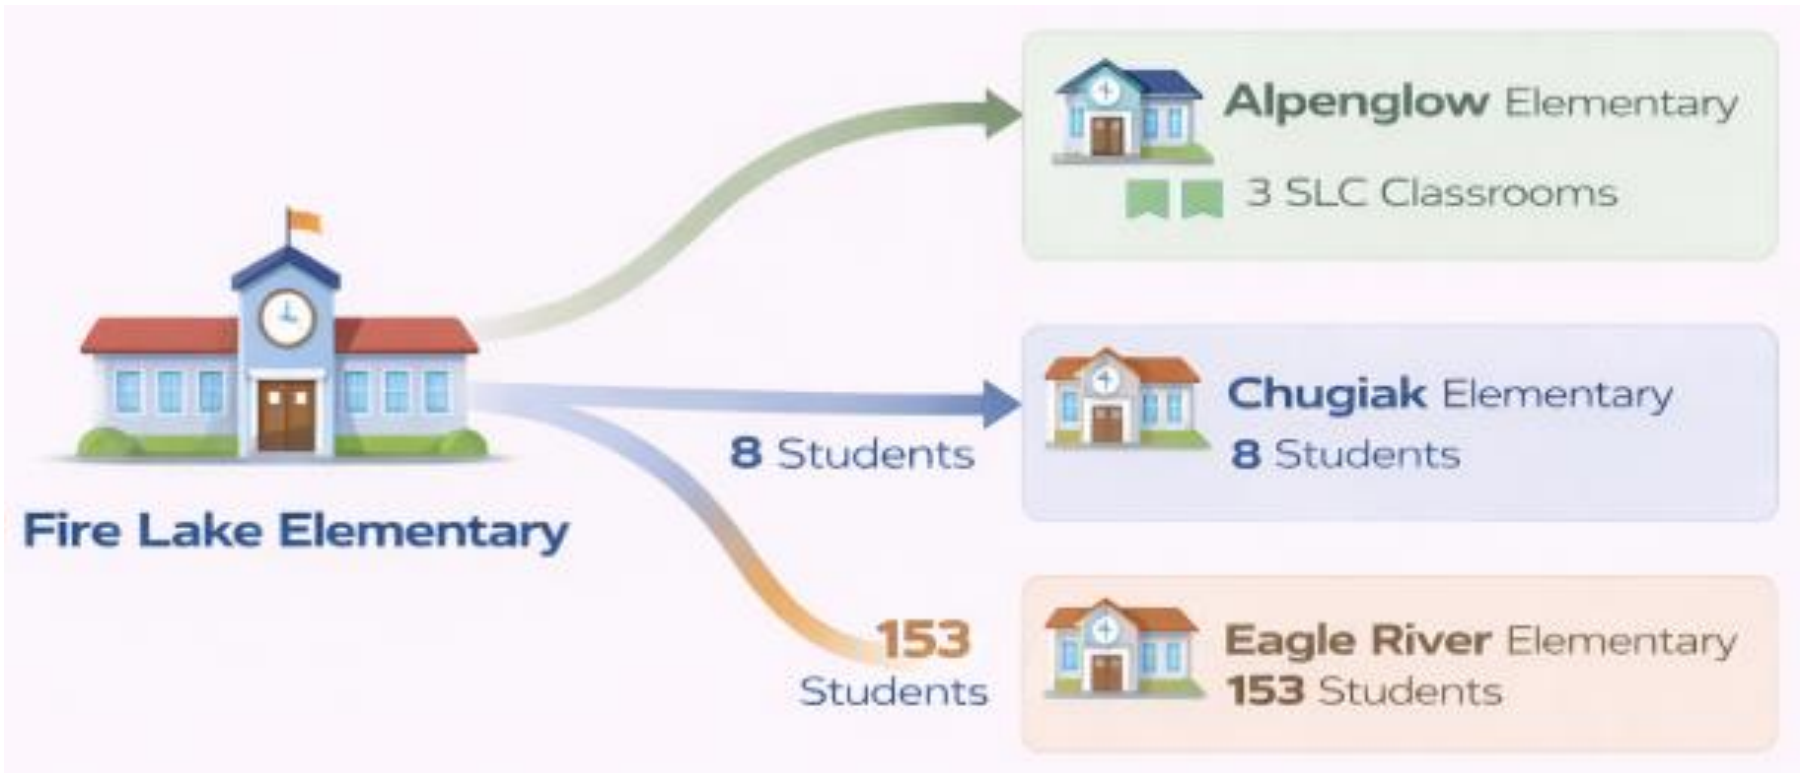 Fire Lake Elementary
8 Students
153
Students
Alpenglow Elementary
3 SLC Classrooms
Chugiak Elementary
8 Students
Eagle River Elementary
153 Students